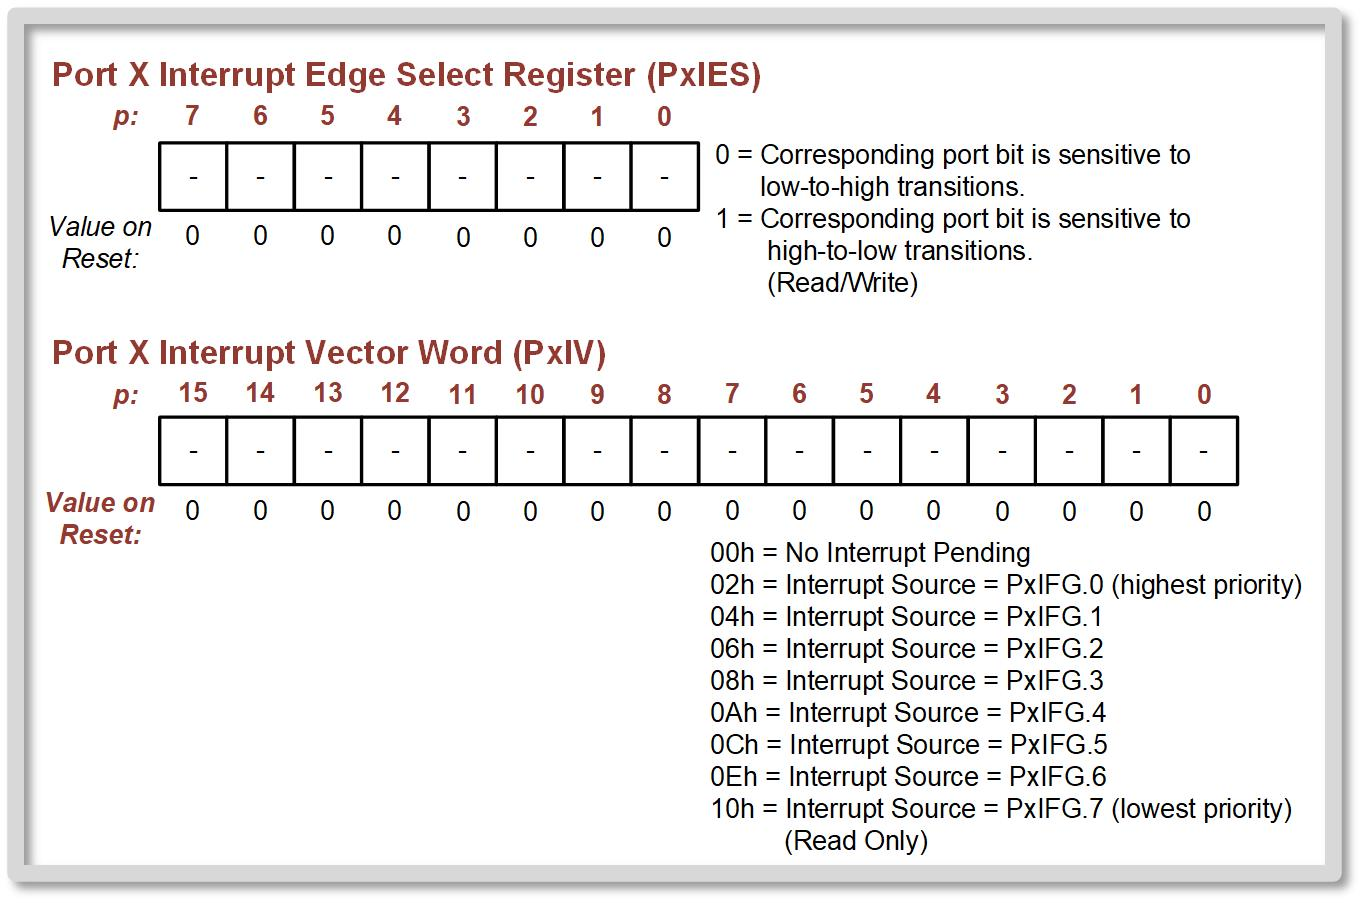 Port X Interrupt Edge Select Register (PxIES)
p: 7 6 5 4 3 2 1 0
- - - - - - - -
Value on
Reset:
0 0 0 0 0 0 0 0
0 = Corresponding port bit is sensitive to
low-to-high transitions.
1 = Corresponding port bit is sensitive to
high-to-low transitions.
(Read/Write)
Port X Interrupt Vector Word (PxIV)
p: 15 14 13 12 11 10 9 8 7 6 5 4 3 2 1 0
- - - - - - - - - - - - - - - -
Value on
Reset:
0 0 0 0 0 0 0 0 0 0 0 0 0 0 0 0
00h = No Interrupt Pending
02h = Interrupt Source = PxIFG.0 (highest priority)
04h = Interrupt Source = PxIFG.1
06h = Interrupt Source = PxIFG.2
08h = Interrupt Source = PxIFG.3
0Ah = Interrupt Source = PxIFG.4
0Ch = Interrupt Source = PxIFG.5
0Eh = Interrupt Source = PxIFG.6
10h = Interrupt Source = PxIFG.7 (lowest priority)
(Read Only)